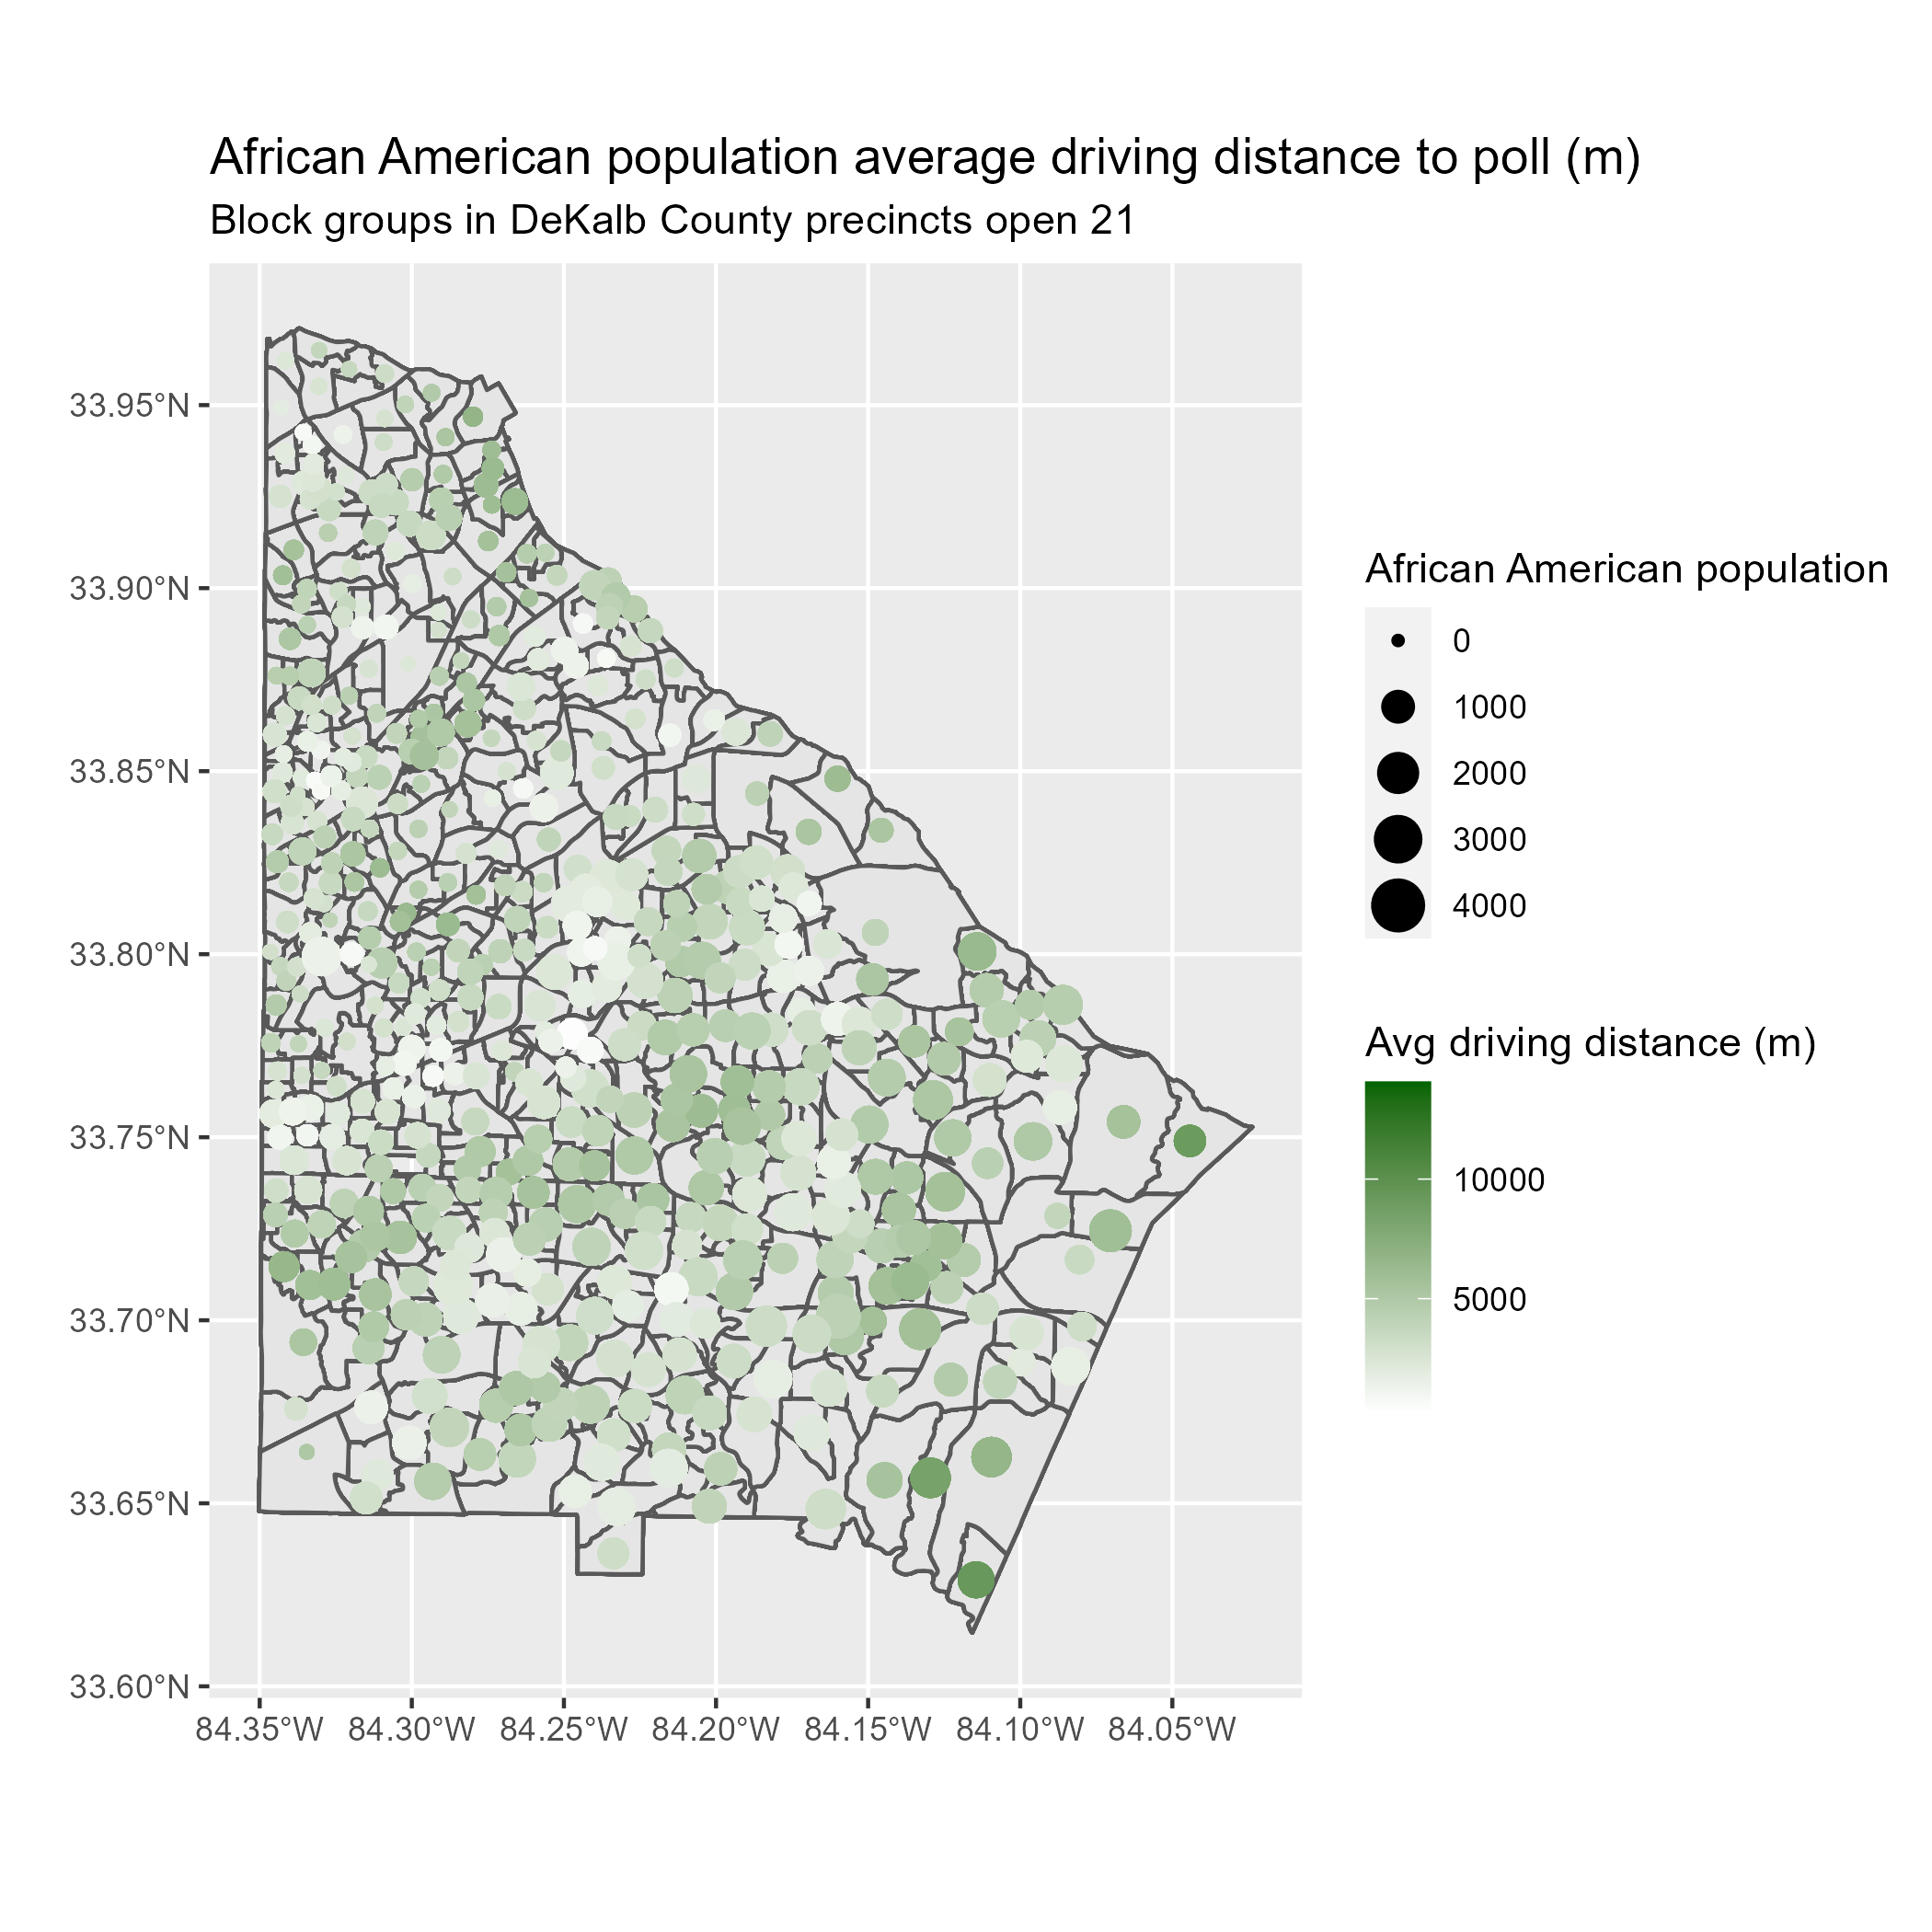 African American population average driving distance to poll (m)
Block groups in DeKalb County precincts open 21
33.95°N
33.90°N
33.85°N
33.80°N
33.75°N
33.70°N
33.65°N
33.60°N
84.35°W 84.30°W 84.25°W 84.20°W 84.15°W 84.10°W 84.05°W
African American population
0
1000
2000
3000
4000
Avg driving distance (m)
10000
5000